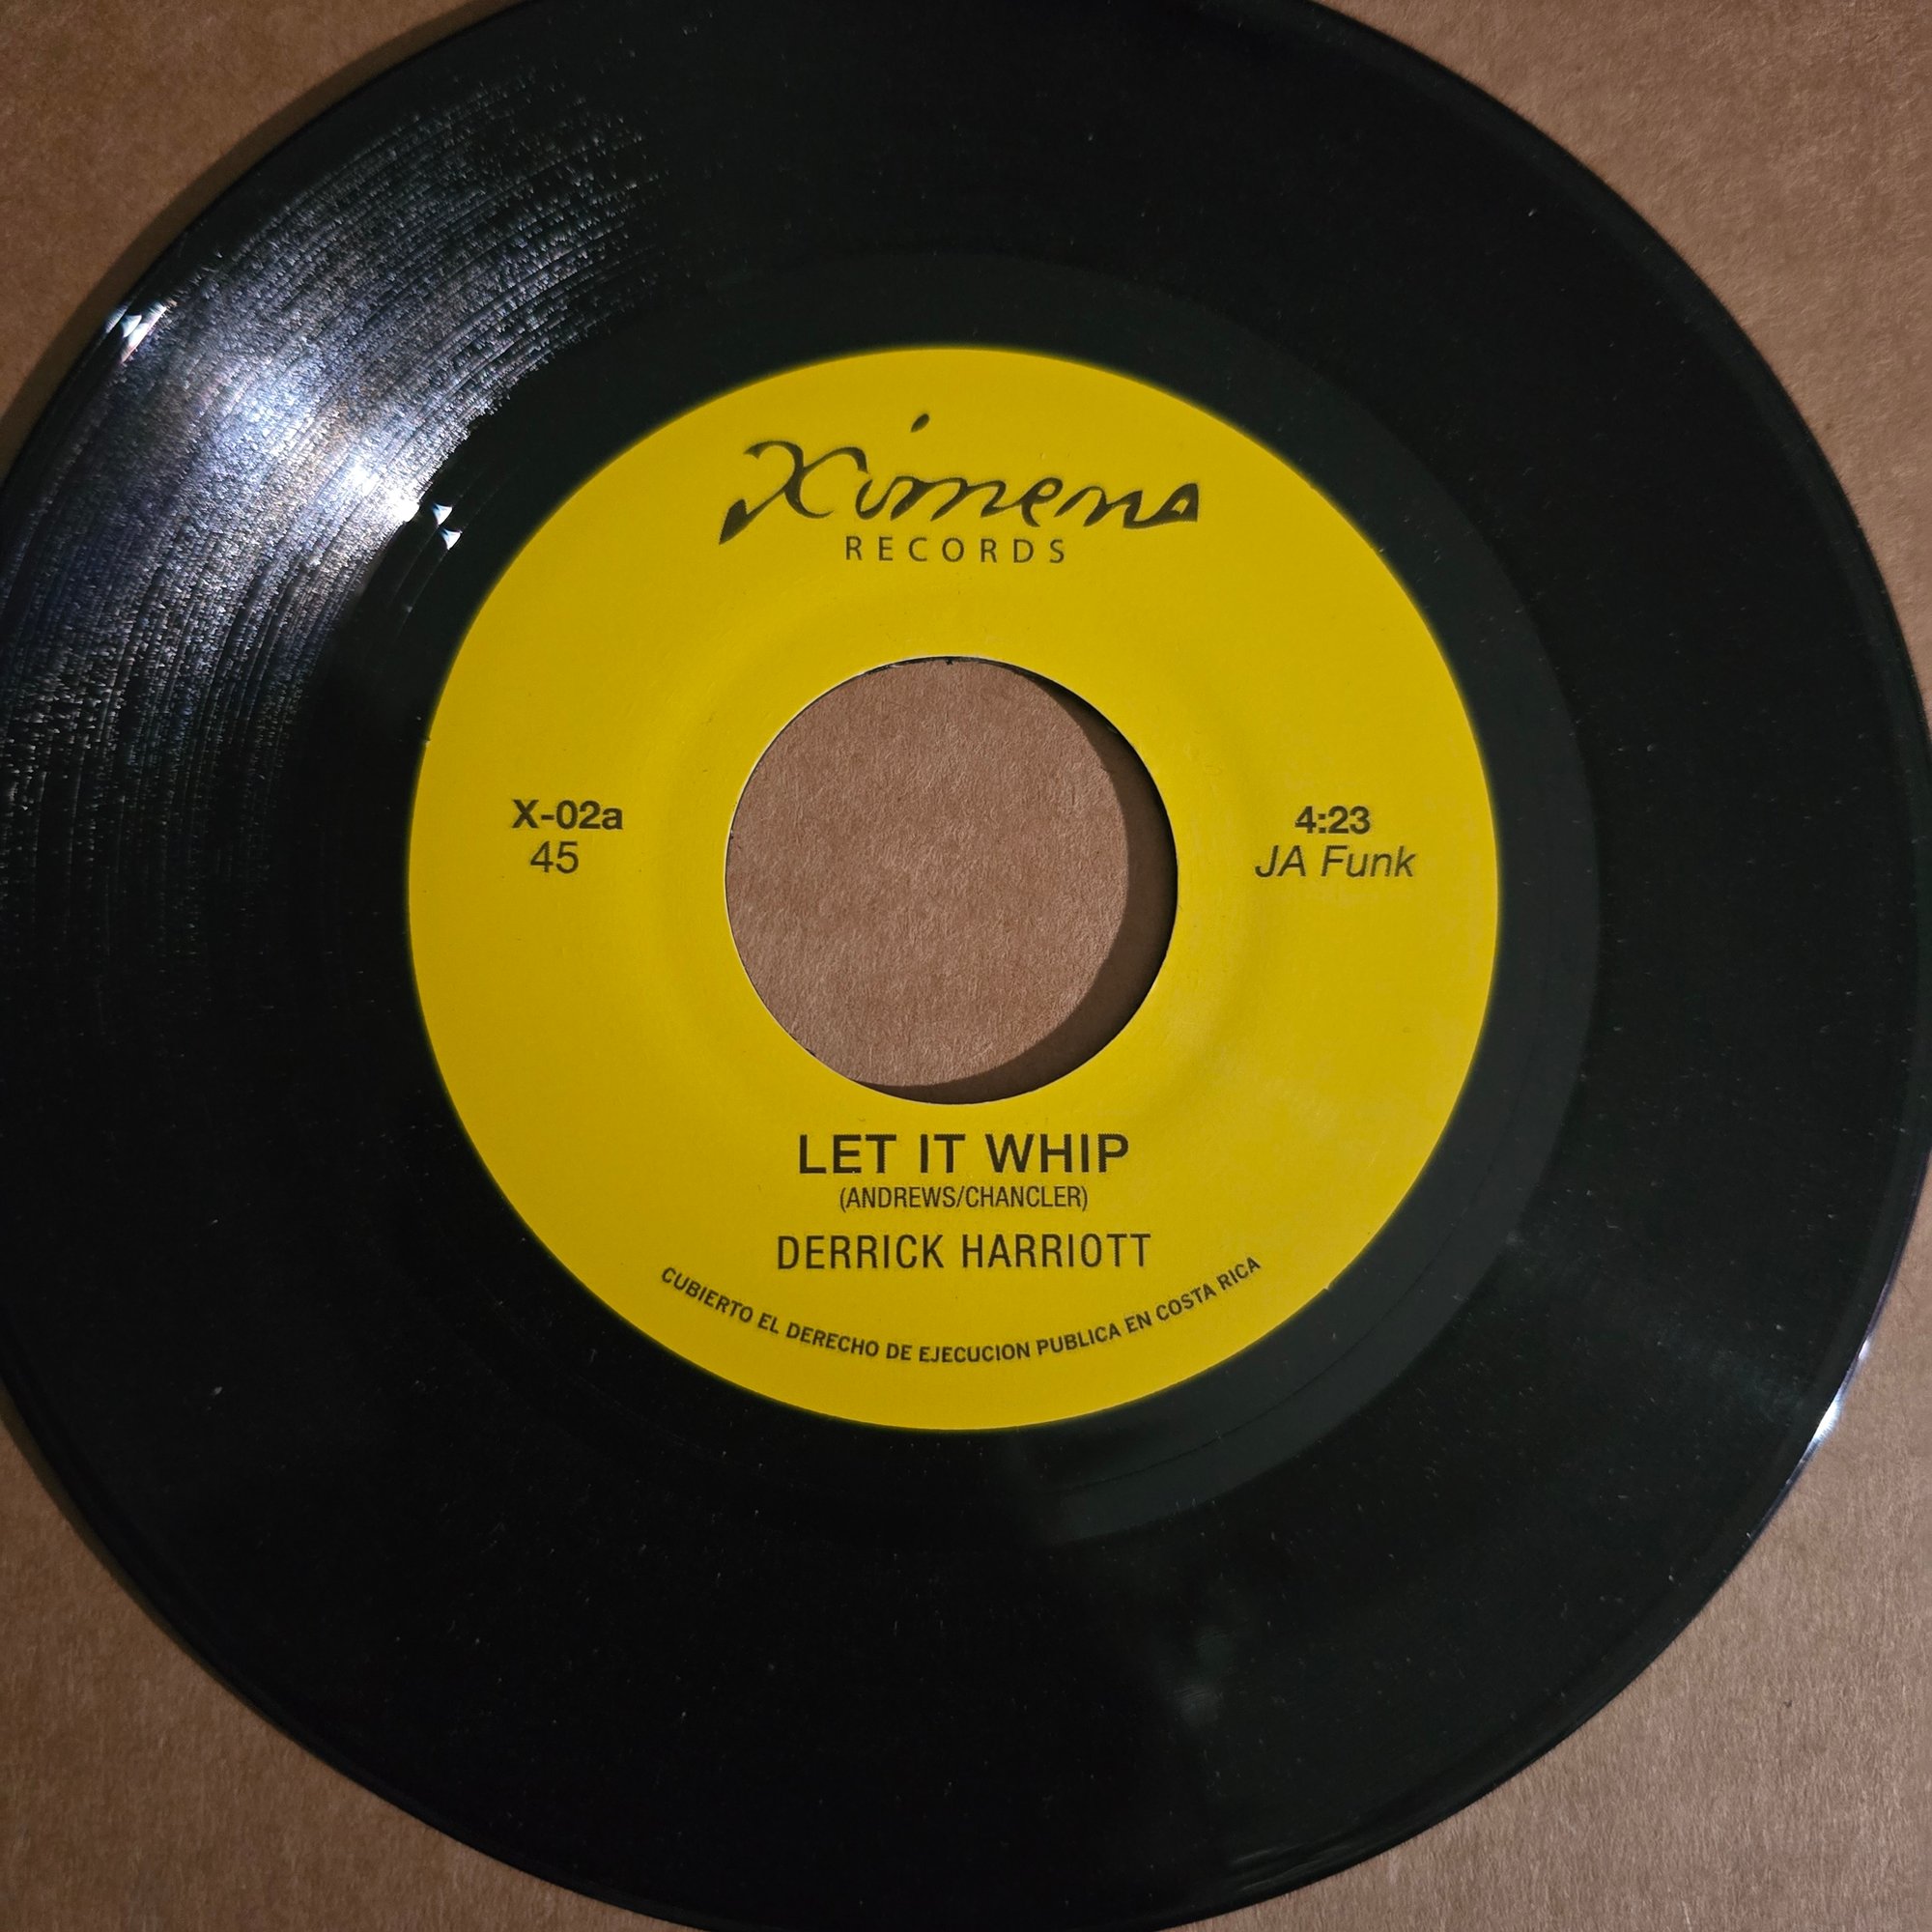 Ximena
RECORDS
X-02a
45
4:23
JA Funk
LET IT WHIP
(ANDREWS/CHANCLER)
DERRICK HARRIOTT
CUBIERTO EL DERECHO DE EJECUCION PUBLICA EN COSTA RICA